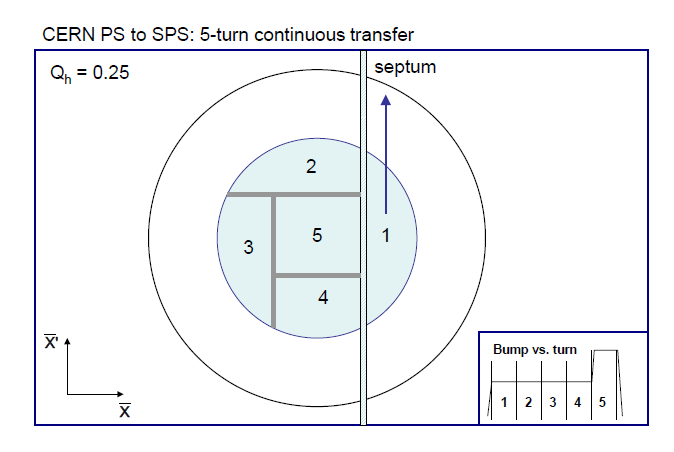 CERN PS to SPS: 5-turn continuous transfer
Qh = 0.25
septum
2
3
5
1
4
X'
X
Bump vs. turn
1 2 3 4 5